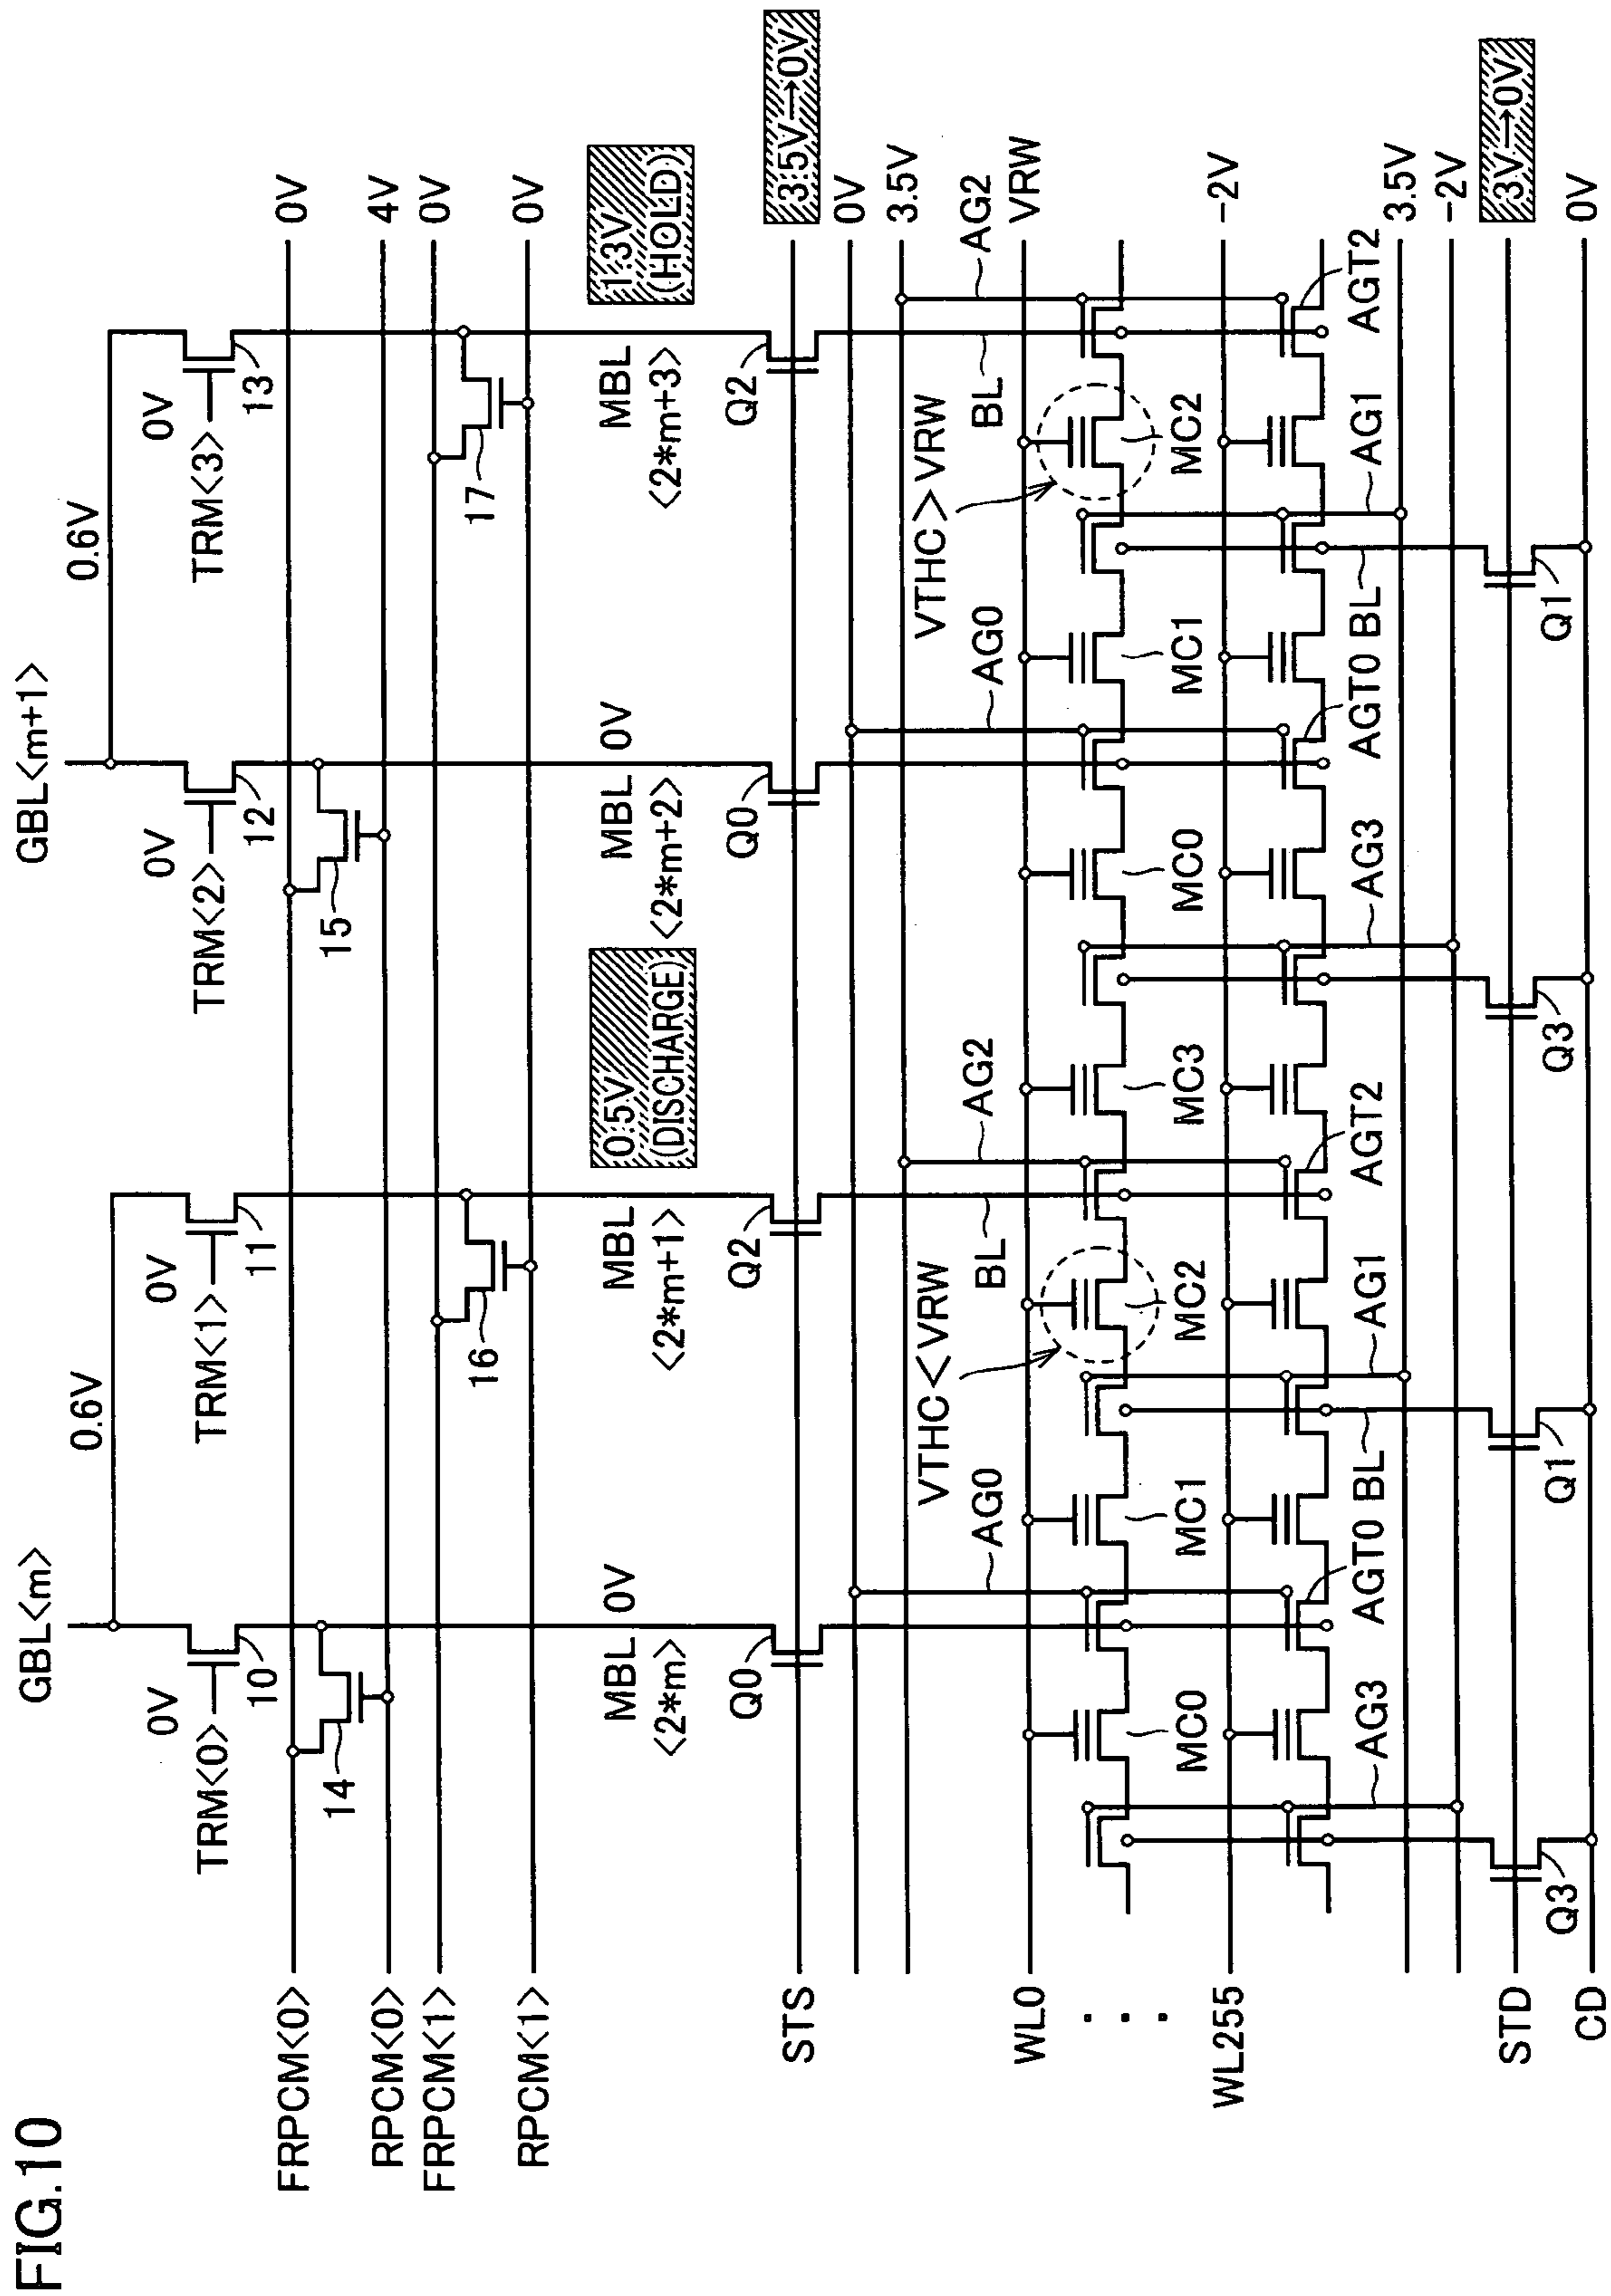 FIG.10
GBL<m>
GBL<m+1>
0.6V
0.6V
0V
0V
0V
0V
TRM<0>
TRM<1>
TRM<2>
TRM<3>
10
11
12
13
FRPCM<0>
0V
14
15
RPCM<0>
4V
FRPCM<1>
0V
16
17
RPCM<1>
0V
MBL 0V
<2*m>
MBL
<2*m+1>
0.5V
(DISCHARGE)
MBL 0V
<2*m+2>
MBL
<2*m+3>
1.3V
(HOLD)
Q0
Q2
Q0
Q2
STS
3.5V→0V
0V
3.5V
VTHC<VRW
VTHC>VRW
AG0
BL
AG2
AG0
BL
AG2
WL0
VRW
MC0
MC1
MC2
MC3
MC0
MC1
MC2
WL255
-2V
AG3
AGT0
BL
AG1
AGT2
AG3
AGT0
BL
AG1
AGT2
3.5V
-2V
STD
3V→0V
Q3
Q1
Q3
Q1
CD
0V